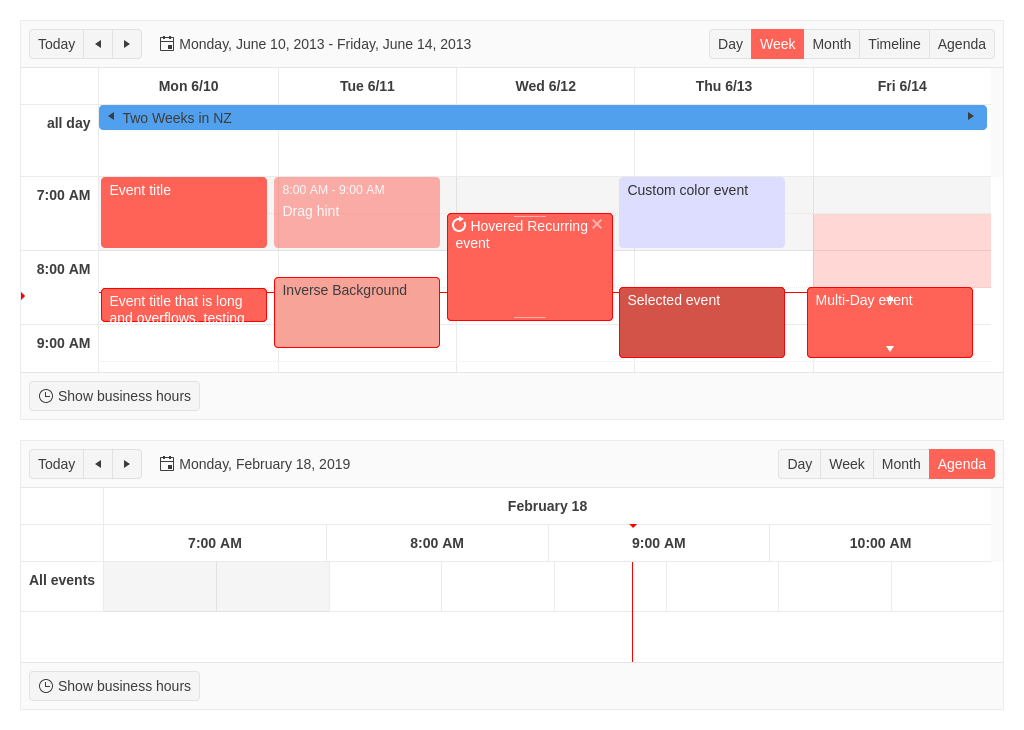 Today
Monday, June 10, 2013 - Friday, June 14, 2013
Day Week Month Timeline Agenda
Mon 6/10 Tue 6/11 Wed 6/12 Thu 6/13 Fri 6/14
all day
Two Weeks in NZ
7:00 AM
Event title
8:00 AM - 9:00 AM
Drag hint
Hovered Recurring
event
Custom color event
8:00 AM
Event title that is long
and overflows, testing
Inverse Background
Selected event
Multi-Day event
9:00 AM
Show business hours
Today
Monday, February 18, 2019
Day Week Month Agenda
February 18
7:00 AM 8:00 AM 9:00 AM 10:00 AM
All events
Show business hours